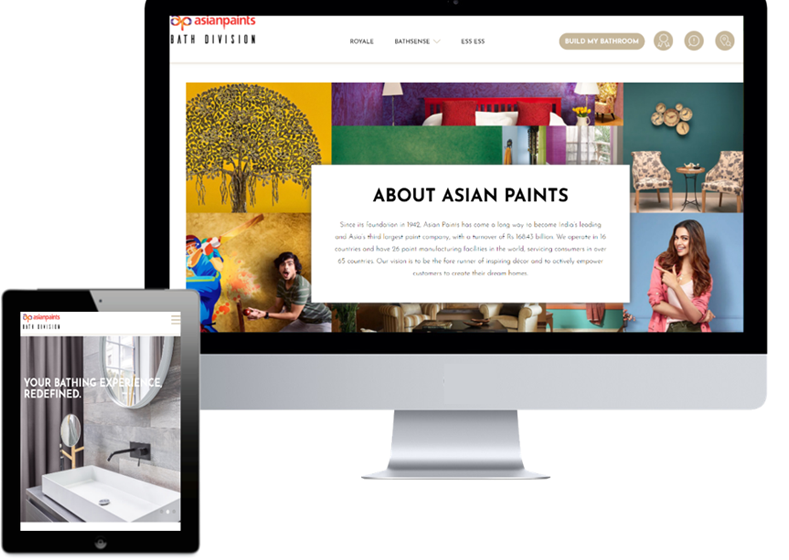 asianpaints
BATH DIVISION
ROYALE BATHSENSE ESS ESS BUILD MY BATHROOM
ABOUT ASIAN PAINTS
Since its foundation in 1942, Asian Paints has come a long way to become India's leading
and Asia's third largest paint company, with a turnover of Rs 168.43 billion. We operate in 16
countries and have 26 paint manufacturing facilities in the world, servicing consumers in over
65 countries. Our vision is to be the fore runner of inspiring décor and to actively empower
customers to create their dream homes.
asianpaints
BATH DIVISION
YOUR BATHING EXPERIENCE,
REDEFINED.